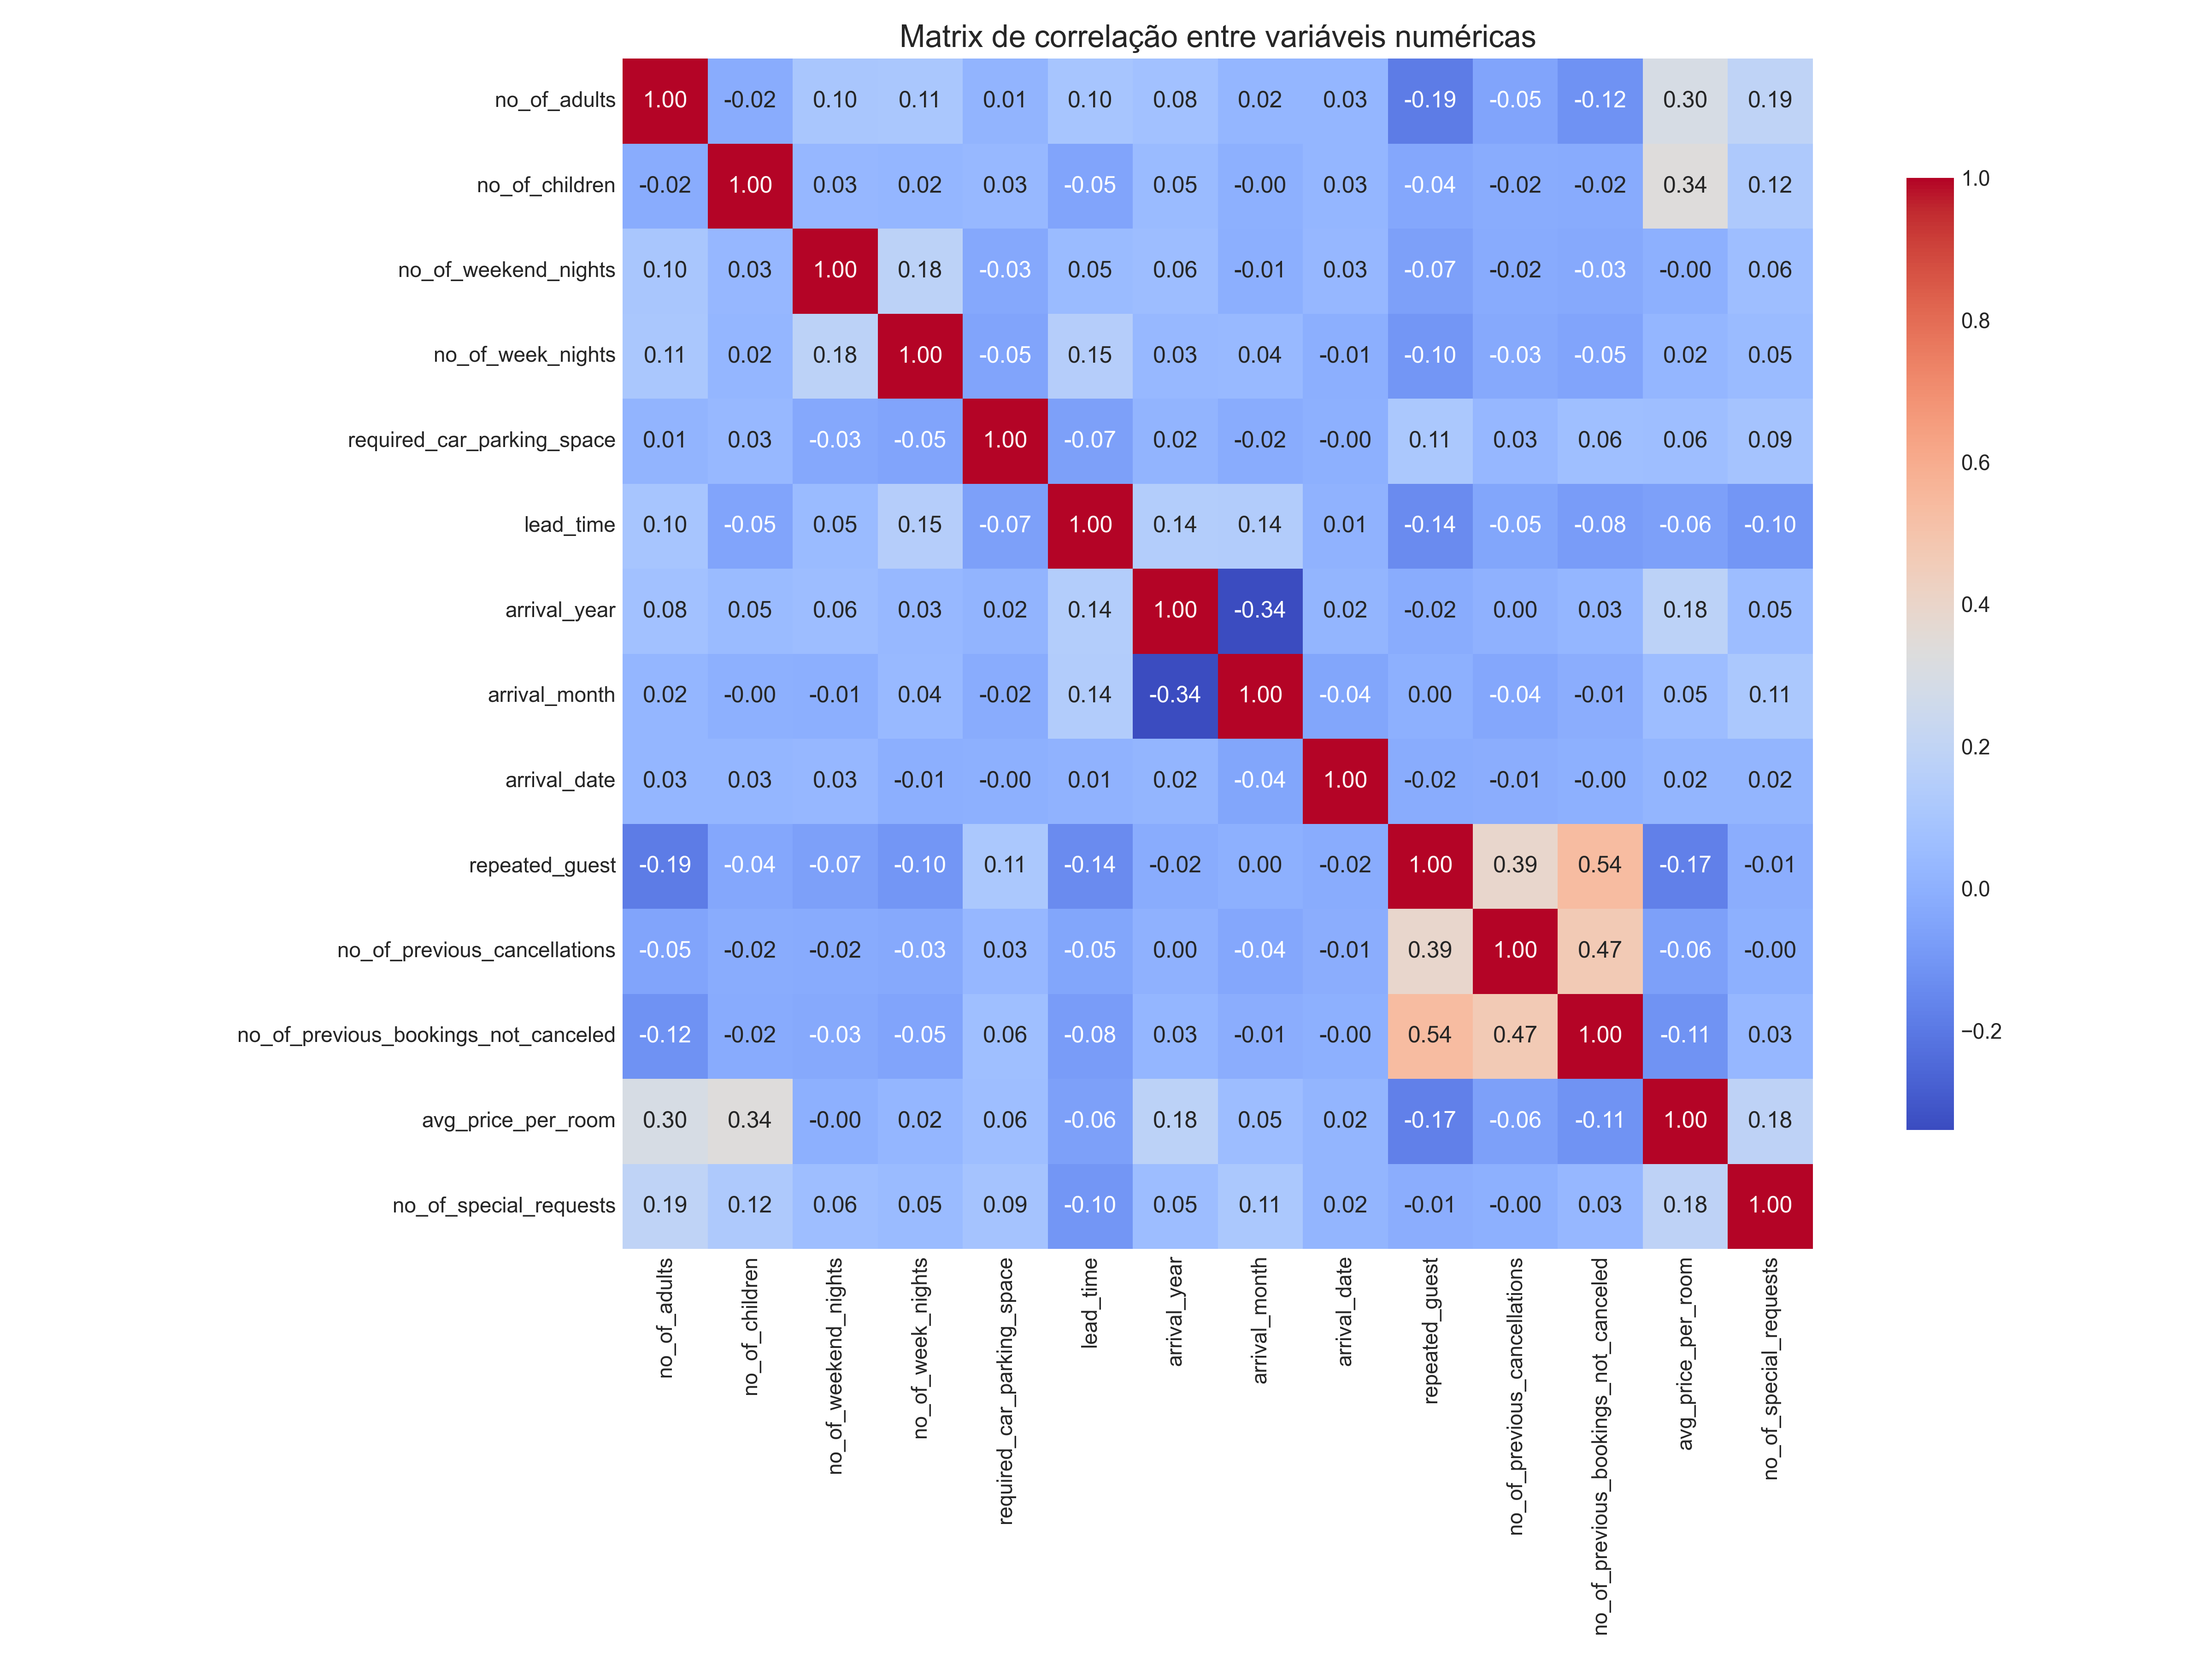 Matrix de correlação entre variáveis numéricas
no_of_adults 1.00 -0.02 0.10 0.11 0.01 0.10 0.08 0.02 0.03 -0.19 -0.05 -0.12 0.30 0.19
no_of_children -0.02 1.00 0.03 0.02 0.03 -0.05 0.05 -0.00 0.03 -0.04 -0.02 -0.02 0.34 0.12
no_of_weekend_nights 0.10 0.03 1.00 0.18 -0.03 0.05 0.06 -0.01 0.03 -0.07 -0.02 -0.03 -0.00 0.06
no_of_week_nights 0.11 0.02 0.18 1.00 -0.05 0.15 0.03 0.04 -0.01 -0.10 -0.03 -0.05 0.02 0.05
required_car_parking_space 0.01 0.03 -0.03 -0.05 1.00 -0.07 0.02 -0.02 -0.00 0.11 0.03 0.06 0.06 0.09
lead_time 0.10 -0.05 0.05 0.15 -0.07 1.00 0.14 0.14 0.01 -0.14 -0.05 -0.08 -0.06 -0.10
arrival_year 0.08 0.05 0.06 0.03 0.02 0.14 1.00 -0.34 0.02 -0.02 0.00 0.03 0.18 0.05
arrival_month 0.02 -0.00 -0.01 0.04 -0.02 0.14 -0.34 1.00 -0.04 0.00 -0.04 -0.01 0.05 0.11
arrival_date 0.03 0.03 0.03 -0.01 -0.00 0.01 0.02 -0.04 1.00 -0.02 -0.01 -0.00 0.02 0.02
repeated_guest -0.19 -0.04 -0.07 -0.10 0.11 -0.14 -0.02 0.00 -0.02 1.00 0.39 0.54 -0.17 -0.01
no_of_previous_cancellations -0.05 -0.02 -0.02 -0.03 0.03 -0.05 0.00 -0.04 -0.01 0.39 1.00 0.47 -0.06 -0.00
no_of_previous_bookings_not_canceled -0.12 -0.02 -0.03 -0.05 0.06 -0.08 0.03 -0.01 -0.00 0.54 0.47 1.00 -0.11 0.03
avg_price_per_room 0.30 0.34 -0.00 0.02 0.06 -0.06 0.18 0.05 0.02 -0.17 -0.06 -0.11 1.00 0.18
no_of_special_requests 0.19 0.12 0.06 0.05 0.09 -0.10 0.05 0.11 0.02 -0.01 -0.00 0.03 0.18 1.00
no_of_adults
no_of_children
no_of_weekend_nights
no_of_week_nights
required_car_parking_space
lead_time
arrival_year
arrival_month
arrival_date
repeated_guest
no_of_previous_cancellations
no_of_previous_bookings_not_canceled
avg_price_per_room
no_of_special_requests
1.0
0.8
0.6
0.4
0.2
0.0
−0.2